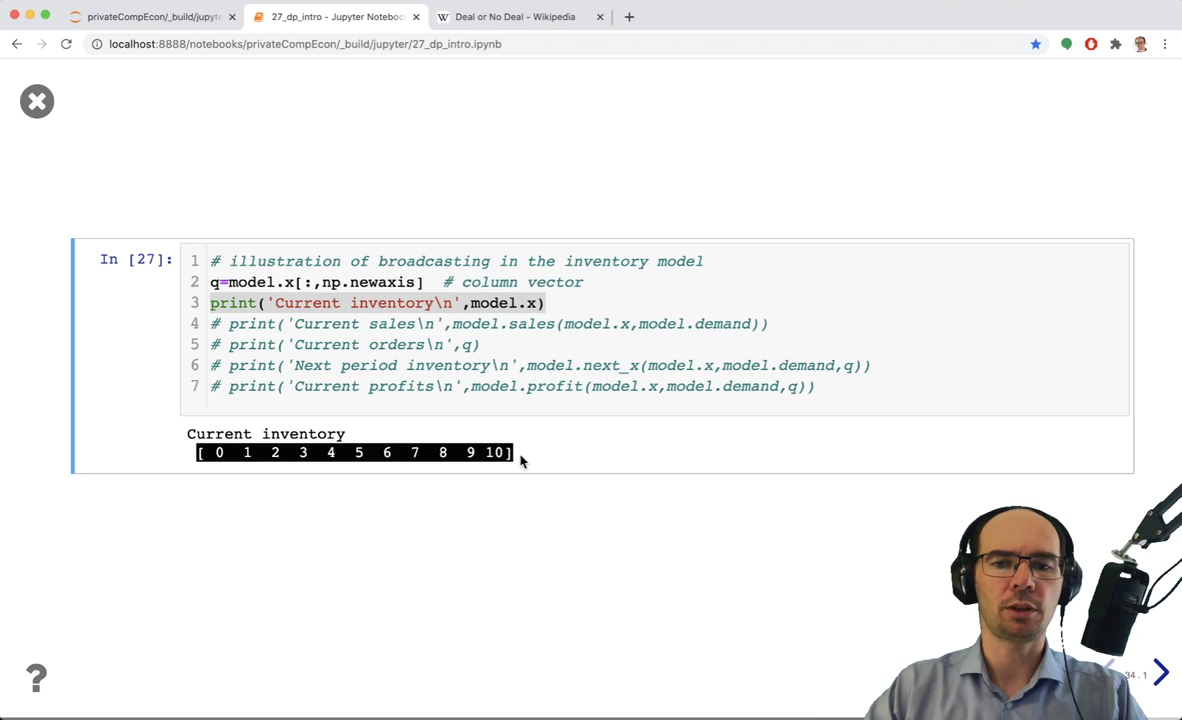 privateCompEcon/_build/jupyte
27_dp_intro - Jupyter Noteboo
Deal or No Deal - Wikipedia
localhost:8888/notebooks/privateCompEcon/_build/jupyter/27_dp_intro.ipynb
In [27]:
1 # illustration of broadcasting in the inventory model
2 q=model.x[:,np.newaxis]  # column vector
3 print('Current inventory\n',model.x)
4 # print('Current sales\n',model.sales(model.x,model.demand))
5 # print('Current orders\n',q)
6 # print('Next period inventory\n',model.next_x(model.x,model.demand,q))
7 # print('Current profits\n',model.profit(model.x,model.demand,q))
Current inventory
[ 0  1  2  3  4  5  6  7  8  9 10]
?
34.1